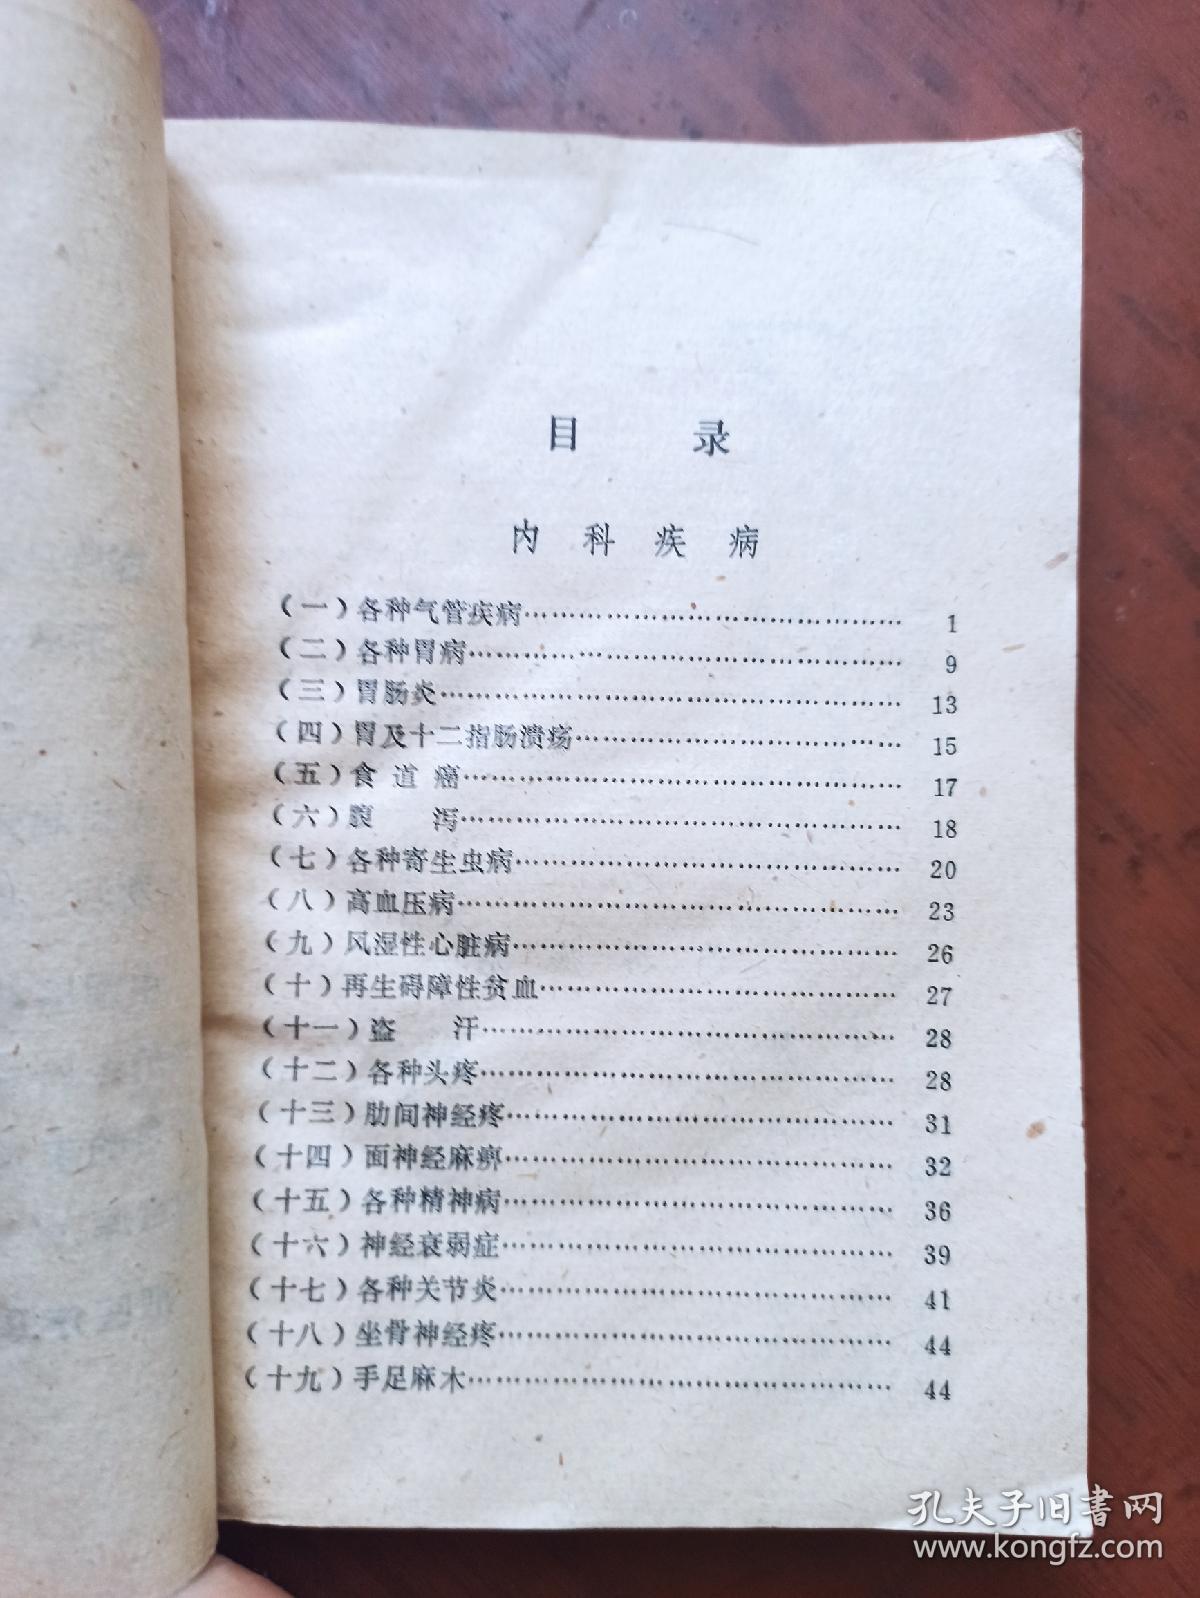 目 录
内 科 疾 病
（一）各种气管疾病……………………………………… 1
（二）各种胃病……………………………………… 9
（三）胃肠炎……………………………………… 13
（四）胃及十二指肠溃疡……………………………………… 15
（五）食 道 癌……………………………………… 17
（六）腹 泻……………………………………… 18
（七）各种寄生虫病……………………………………… 20
（八）高血压病……………………………………… 23
（九）风湿性心脏病……………………………………… 26
（十）再生碍障性贫血……………………………………… 27
（十一）盗 汗……………………………………… 28
（十二）各种头疼……………………………………… 28
（十三）肋间神经疼……………………………………… 31
（十四）面神经麻痹……………………………………… 32
（十五）各种精神病……………………………………… 36
（十六）神经衰弱症……………………………………… 39
（十七）各种关节炎……………………………………… 41
（十八）坐骨神经疼……………………………………… 44
（十九）手足麻木……………………………………… 44
孔夫子旧書网
www.kongfz.com